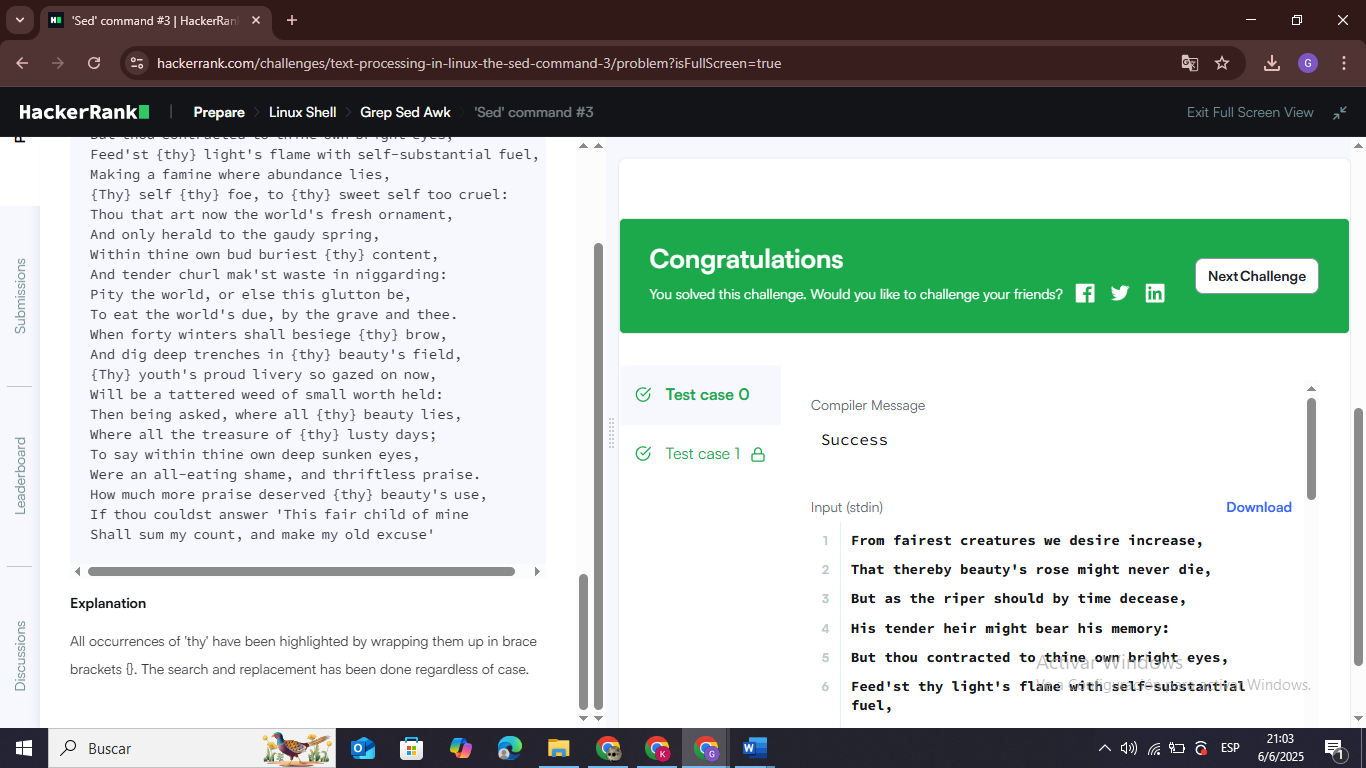 'Sed' command #3 | HackerRan
hackerrank.com/challenges/text-processing-in-linux-the-sed-command-3/problem?isFullScreen=true
G
HackerRank
Prepare
Linux Shell
Grep Sed Awk
'Sed' command #3
Exit Full Screen View
Submissions
Leaderboard
Discussions
But thou contracted to thine own bright eyes,
Feed'st {thy} light's flame with self-substantial fuel,
Making a famine where abundance lies,
{Thy} self {thy} foe, to {thy} sweet self too cruel:
Thou that art now the world's fresh ornament,
And only herald to the gaudy spring,
Within thine own bud buriest {thy} content,
And tender churl mak'st waste in niggarding:
Pity the world, or else this glutton be,
To eat the world's due, by the grave and thee.
When forty winters shall besiege {thy} brow,
And dig deep trenches in {thy} beauty's field,
{Thy} youth's proud livery so gazed on now,
Will be a tattered weed of small worth held:
Then being asked, where all {thy} beauty lies,
Where all the treasure of {thy} lusty days;
To say within thine own deep sunken eyes,
Were an all-eating shame, and thriftless praise.
How much more praise deserved {thy} beauty's use,
If thou couldst answer 'This fair child of mine
Shall sum my count, and make my old excuse'
Explanation
All occurrences of 'thy' have been highlighted by wrapping them up in brace
brackets {}. The search and replacement has been done regardless of case.
Congratulations
You solved this challenge. Would you like to challenge your friends?
Next Challenge
Test case 0
Test case 1
Compiler Message
Success
Input (stdin)
Download
1 From fairest creatures we desire increase,
2 That thereby beauty's rose might never die,
3 But as the riper should by time decease,
4 His tender heir might bear his memory:
5 But thou contracted to thine own bright eyes,
6 Feed'st thy light's flame with self-substantial
fuel,
Activar Windows
Ve a Configuración para activar Windows.
Buscar
ESP
21:03
6/6/2025
1